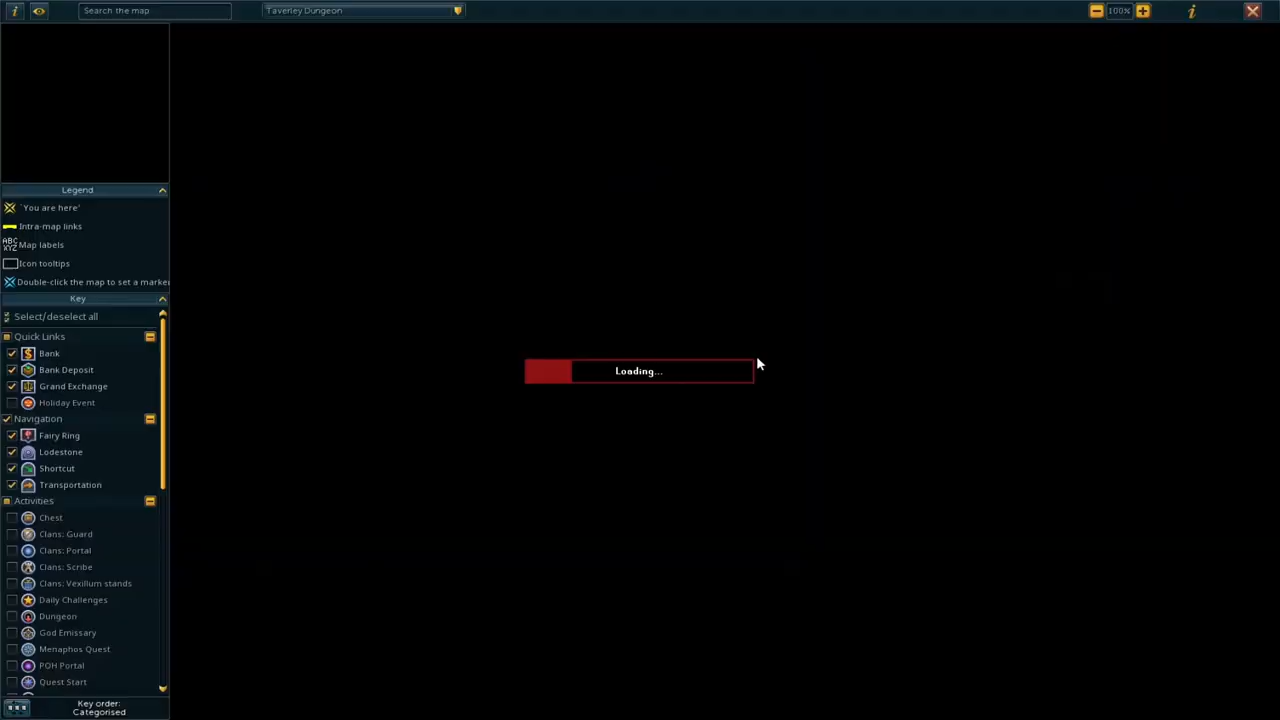 Search the map
Taverley Dungeon
100%
Legend
'You are here'
Intra-map links
ABC
XYZ
Map labels
Icon tooltips
Double-click the map to set a marke
Key
Select/deselect all
Quick Links
Bank
Bank Deposit
Grand Exchange
Holiday Event
Navigation
Fairy Ring
Lodestone
Shortcut
Transportation
Activities
Chest
Clans: Guard
Clans: Portal
Clans: Scribe
Clans: Vexillum stands
Daily Challenges
Dungeon
God Emissary
Menaphos Quest
POH Portal
Quest Start
Key order:
Categorised
Loading...